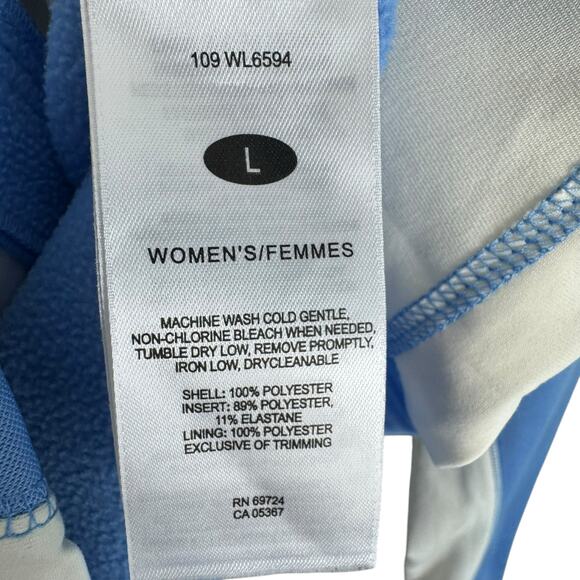 109 WL6594
L
WOMEN'S/FEMMES
MACHINE WASH COLD GENTLE,
NON-CHLORINE BLEACH WHEN NEEDED,
TUMBLE DRY LOW, REMOVE PROMPTLY,
IRON LOW, DRYCLEANABLE
SHELL: 100% POLYESTER
INSERT: 89% POLYESTER,
11% ELASTANE
LINING: 100% POLYESTER
EXCLUSIVE OF TRIMMING
RN 69724
CA 05367